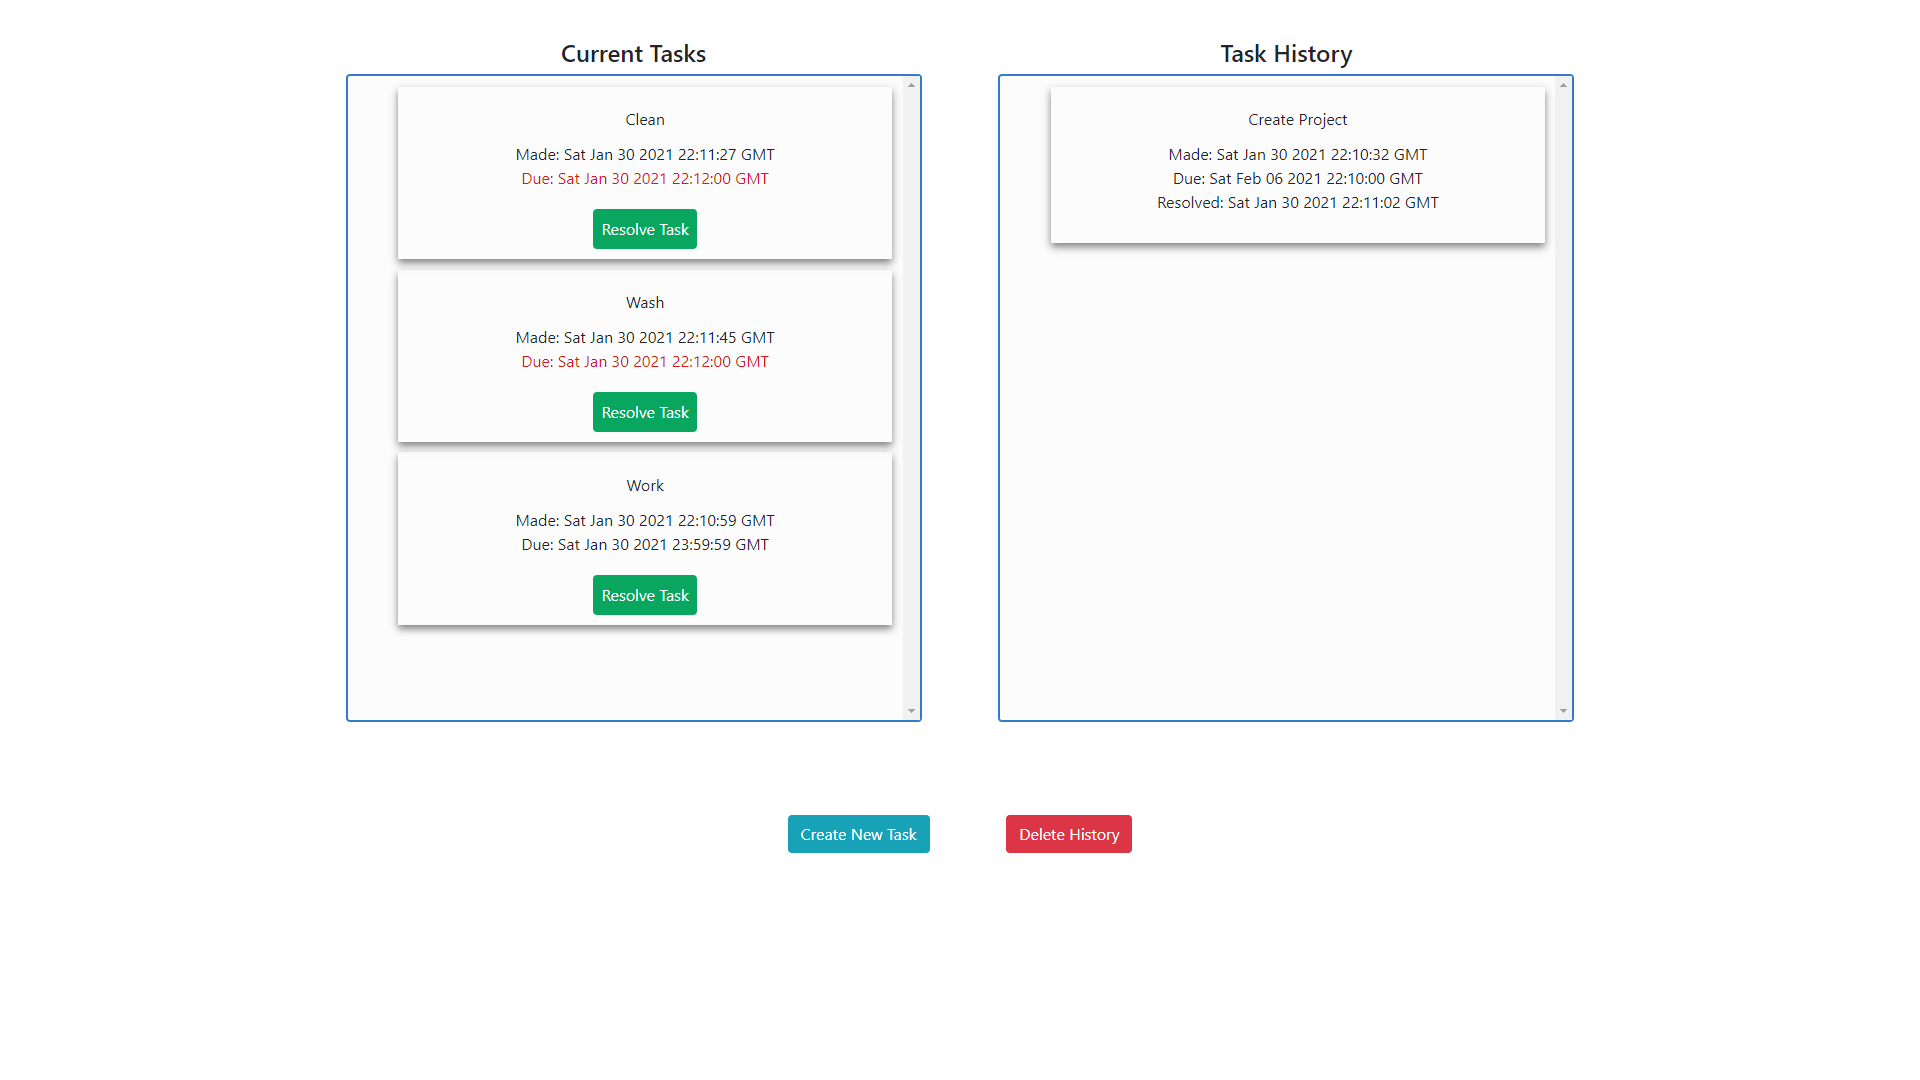 Current Tasks
Clean
Made: Sat Jan 30 2021 22:11:27 GMT
Due: Sat Jan 30 2021 22:12:00 GMT
Resolve Task
Wash
Made: Sat Jan 30 2021 22:11:45 GMT
Due: Sat Jan 30 2021 22:12:00 GMT
Resolve Task
Work
Made: Sat Jan 30 2021 22:10:59 GMT
Due: Sat Jan 30 2021 23:59:59 GMT
Resolve Task
Task History
Create Project
Made: Sat Jan 30 2021 22:10:32 GMT
Due: Sat Feb 06 2021 22:10:00 GMT
Resolved: Sat Jan 30 2021 22:11:02 GMT
Create New Task
Delete History